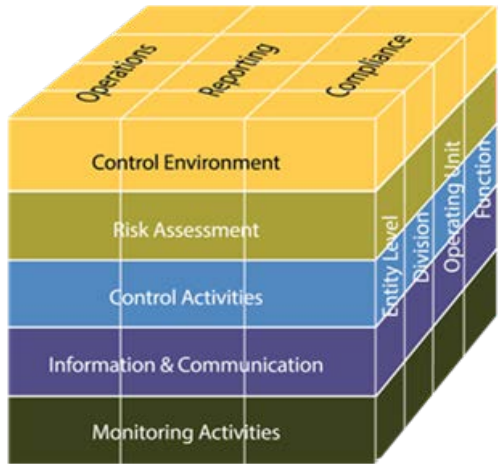 Operations
Reporting
Compliance
Control Environment
Risk Assessment
Control Activities
Information & Communication
Monitoring Activities
Entity Level
Division
Operating Unit
Function